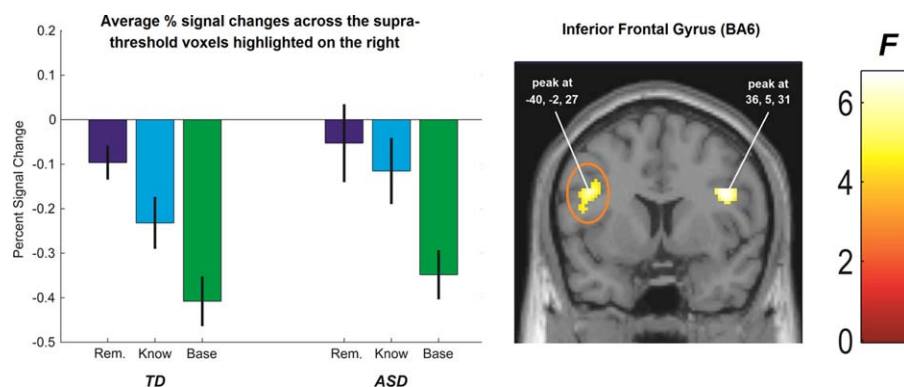 Average % signal changes across the supra-
threshold voxels highlighted on the right
Percent Signal Change
0.2
0.1
0
-0.1
-0.2
-0.3
-0.4
-0.5
Rem. Know Base
Rem. Know Base
TD
ASD
Inferior Frontal Gyrus (BA6)
peak at
-40, -2, 27
peak at
36, 5, 31
F
6
4
2
0